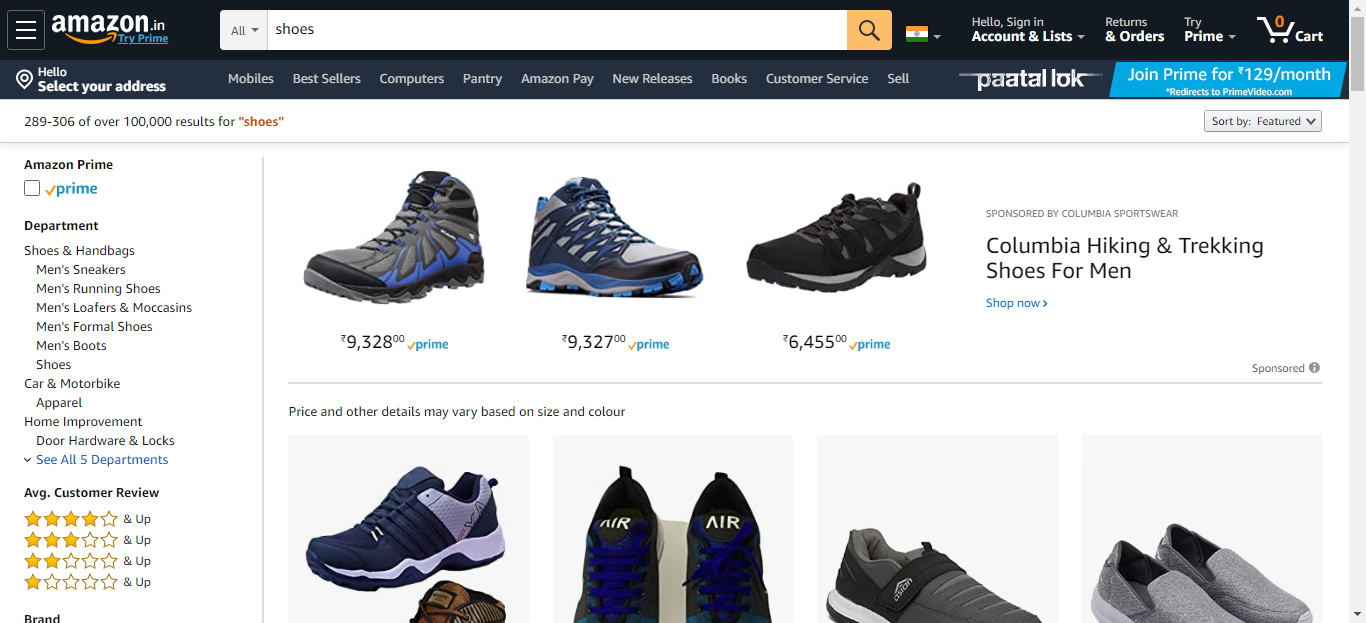 amazon.in
Try Prime
All
shoes
Hello, Sign in
Account & Lists
Returns
& Orders
Try
Prime
0
Cart
Hello
Select your address
Mobiles
Best Sellers
Computers
Pantry
Amazon Pay
New Releases
Books
Customer Service
Sell
paatal lok
Join Prime for ₹129/month
*Redirects to PrimeVideo.com
289-306 of over 100,000 results for "shoes"
Sort by: Featured
Amazon Prime
prime
Department
Shoes & Handbags
Men's Sneakers
Men's Running Shoes
Men's Loafers & Moccasins
Men's Formal Shoes
Men's Boots
Shoes
Car & Motorbike
Apparel
Home Improvement
Door Hardware & Locks
See All 5 Departments
Avg. Customer Review
& Up
& Up
& Up
& Up
Brand
₹9,32800 prime
₹9,32700 prime
₹6,45500 prime
SPONSORED BY COLUMBIA SPORTSWEAR
Columbia Hiking & Trekking
Shoes For Men
Shop now ›
Sponsored
Price and other details may vary based on size and colour
AIR
AIR
asian